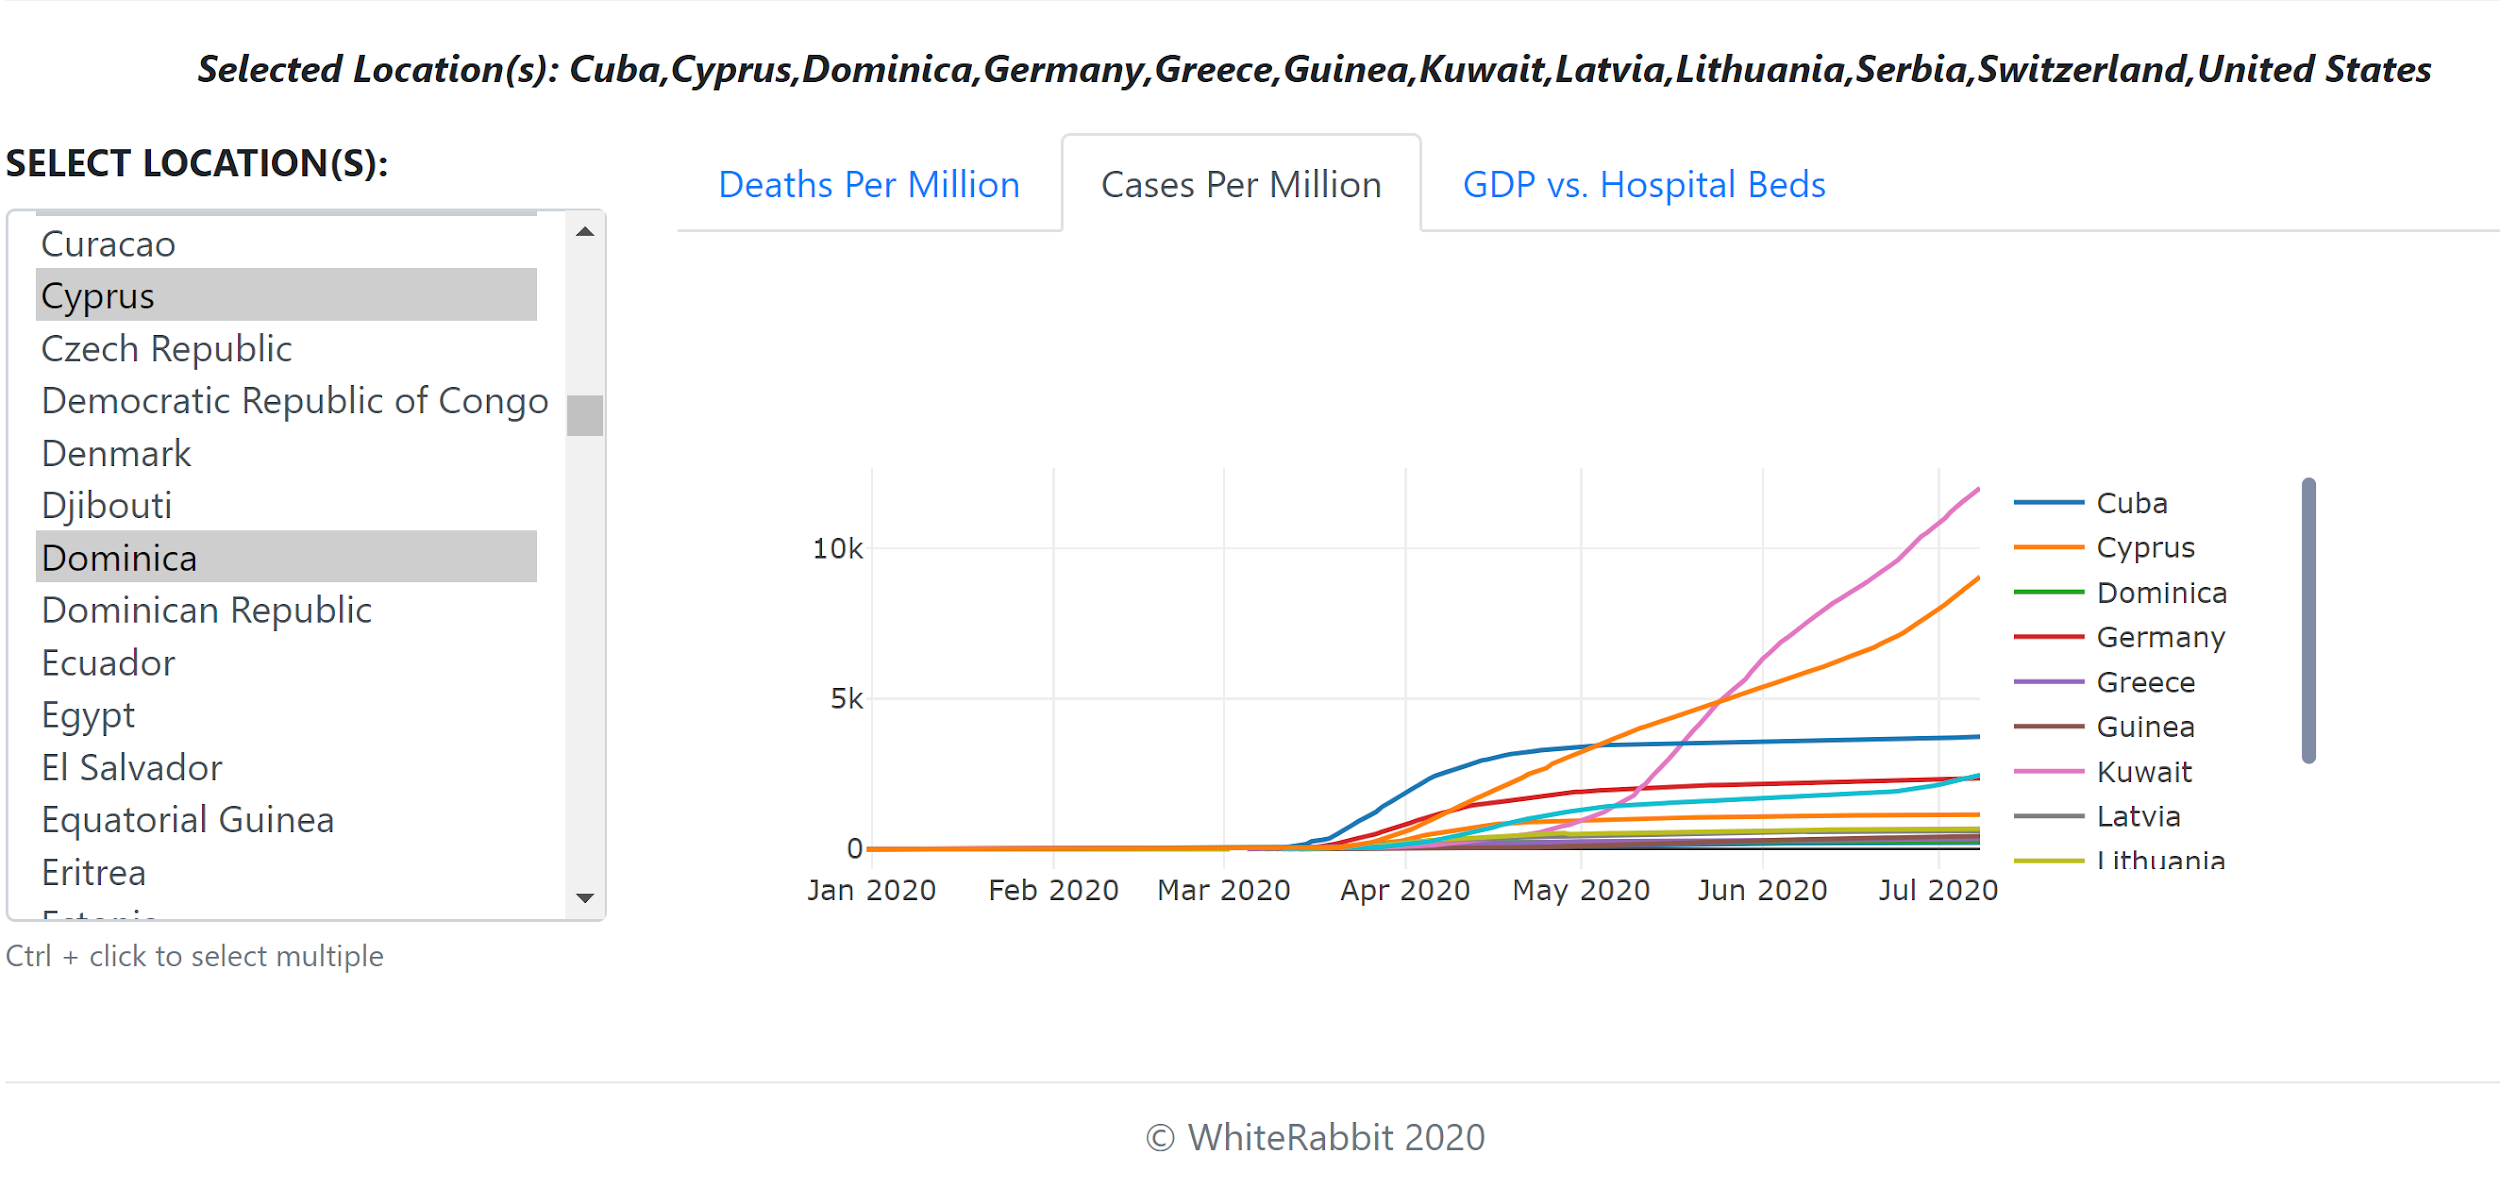 Selected Location(s): Cuba,Cyprus,Dominica,Germany,Greece,Guinea,Kuwait,Latvia,Lithuania,Serbia,Switzerland,United States
SELECT LOCATION(S):
Curacao
Cyprus
Czech Republic
Democratic Republic of Congo
Denmark
Djibouti
Dominica
Dominican Republic
Ecuador
Egypt
El Salvador
Equatorial Guinea
Eritrea
Estonia
Ctrl + click to select multiple
Deaths Per Million
Cases Per Million
GDP vs. Hospital Beds
10k
5k
0
Jan 2020
Feb 2020
Mar 2020
Apr 2020
May 2020
Jun 2020
Jul 2020
Cuba
Cyprus
Dominica
Germany
Greece
Guinea
Kuwait
Latvia
Lithuania
© WhiteRabbit 2020